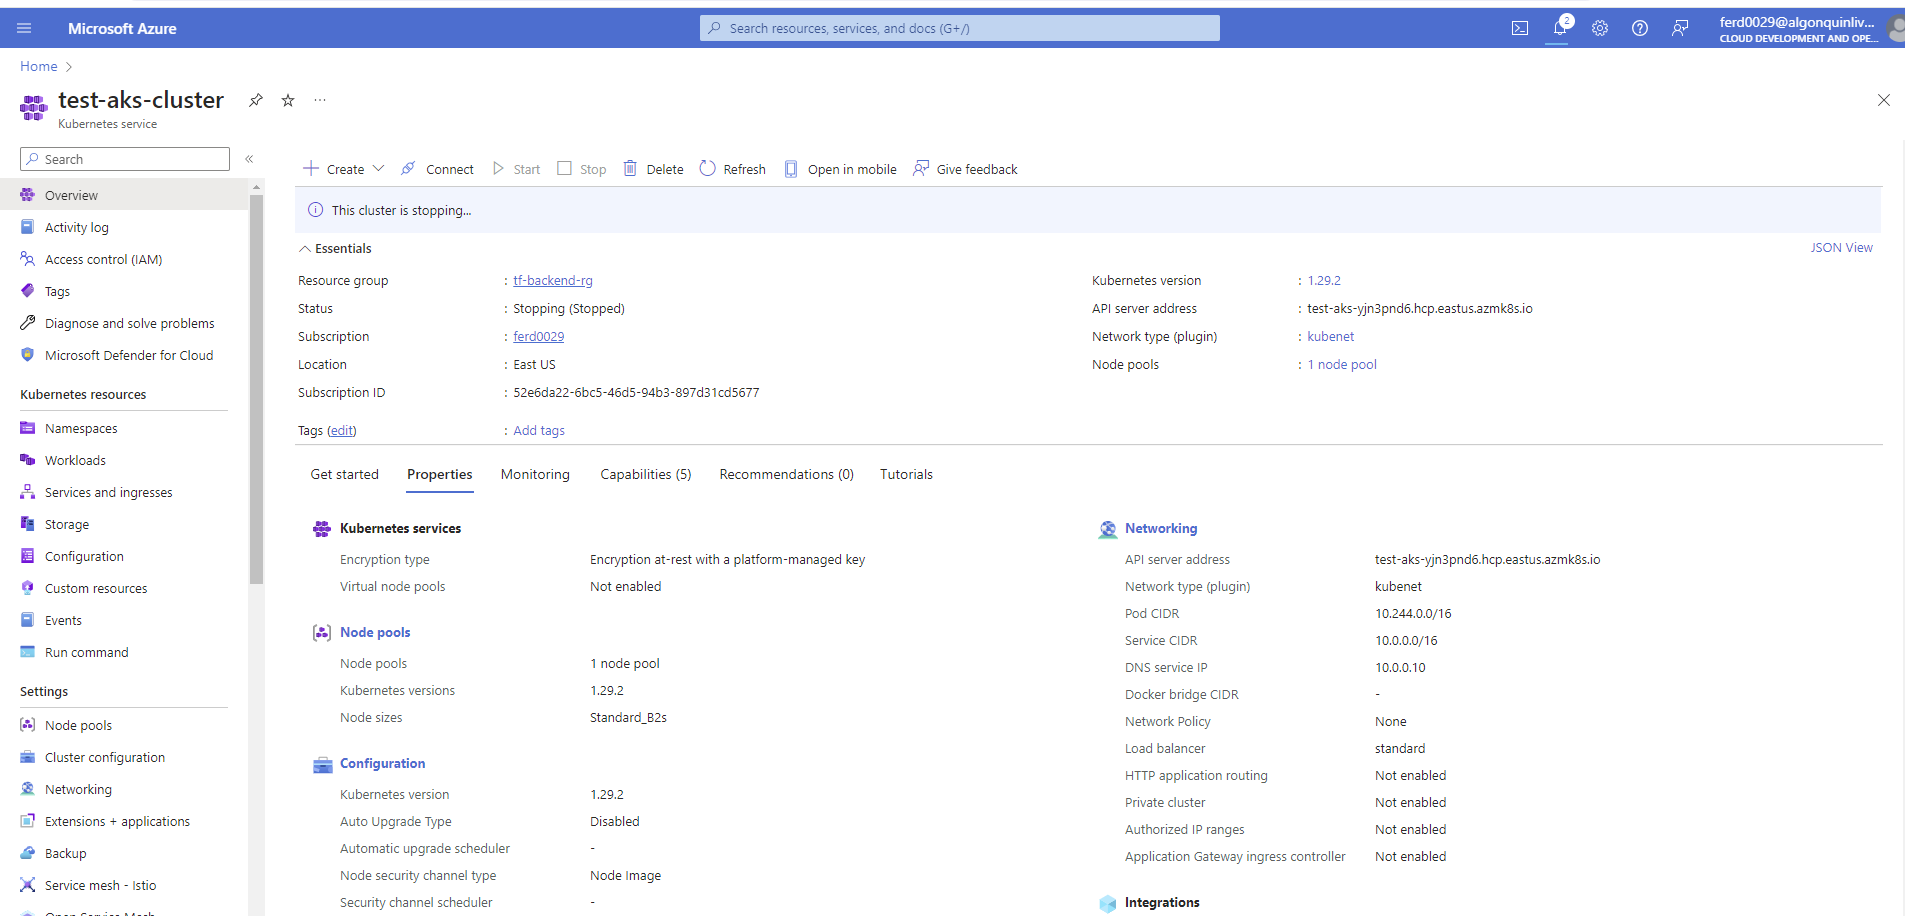 Microsoft Azure
Search resources, services, and docs (G+/)
2
ferd0029@algonquinliv...
CLOUD DEVELOPMENT AND OPE...
Home
test-aks-cluster
Kubernetes service
Search
Create
Connect
Start
Stop
Delete
Refresh
Open in mobile
Give feedback
This cluster is stopping...
Essentials
JSON View
Resource group : tf-backend-rg
Status : Stopping (Stopped)
Subscription : ferd0029
Location : East US
Subscription ID : 52e6da22-6bc5-46d5-94b3-897d31cd5677
Tags (edit) : Add tags
Kubernetes version : 1.29.2
API server address : test-aks-yjn3pnd6.hcp.eastus.azmk8s.io
Network type (plugin) : kubenet
Node pools : 1 node pool
Overview
Activity log
Access control (IAM)
Tags
Diagnose and solve problems
Microsoft Defender for Cloud
Kubernetes resources
Namespaces
Workloads
Services and ingresses
Storage
Configuration
Custom resources
Events
Run command
Settings
Node pools
Cluster configuration
Networking
Extensions + applications
Backup
Service mesh - Istio
Open Service Mesh
Get started
Properties
Monitoring
Capabilities (5)
Recommendations (0)
Tutorials
Kubernetes services
Encryption type Encryption at-rest with a platform-managed key
Virtual node pools Not enabled
Node pools
Node pools 1 node pool
Kubernetes versions 1.29.2
Node sizes Standard_B2s
Configuration
Kubernetes version 1.29.2
Auto Upgrade Type Disabled
Automatic upgrade scheduler -
Node security channel type Node Image
Security channel scheduler -
Networking
API server address test-aks-yjn3pnd6.hcp.eastus.azmk8s.io
Network type (plugin) kubenet
Pod CIDR 10.244.0.0/16
Service CIDR 10.0.0.0/16
DNS service IP 10.0.0.10
Docker bridge CIDR -
Network Policy None
Load balancer standard
HTTP application routing Not enabled
Private cluster Not enabled
Authorized IP ranges Not enabled
Application Gateway ingress controller Not enabled
Integrations